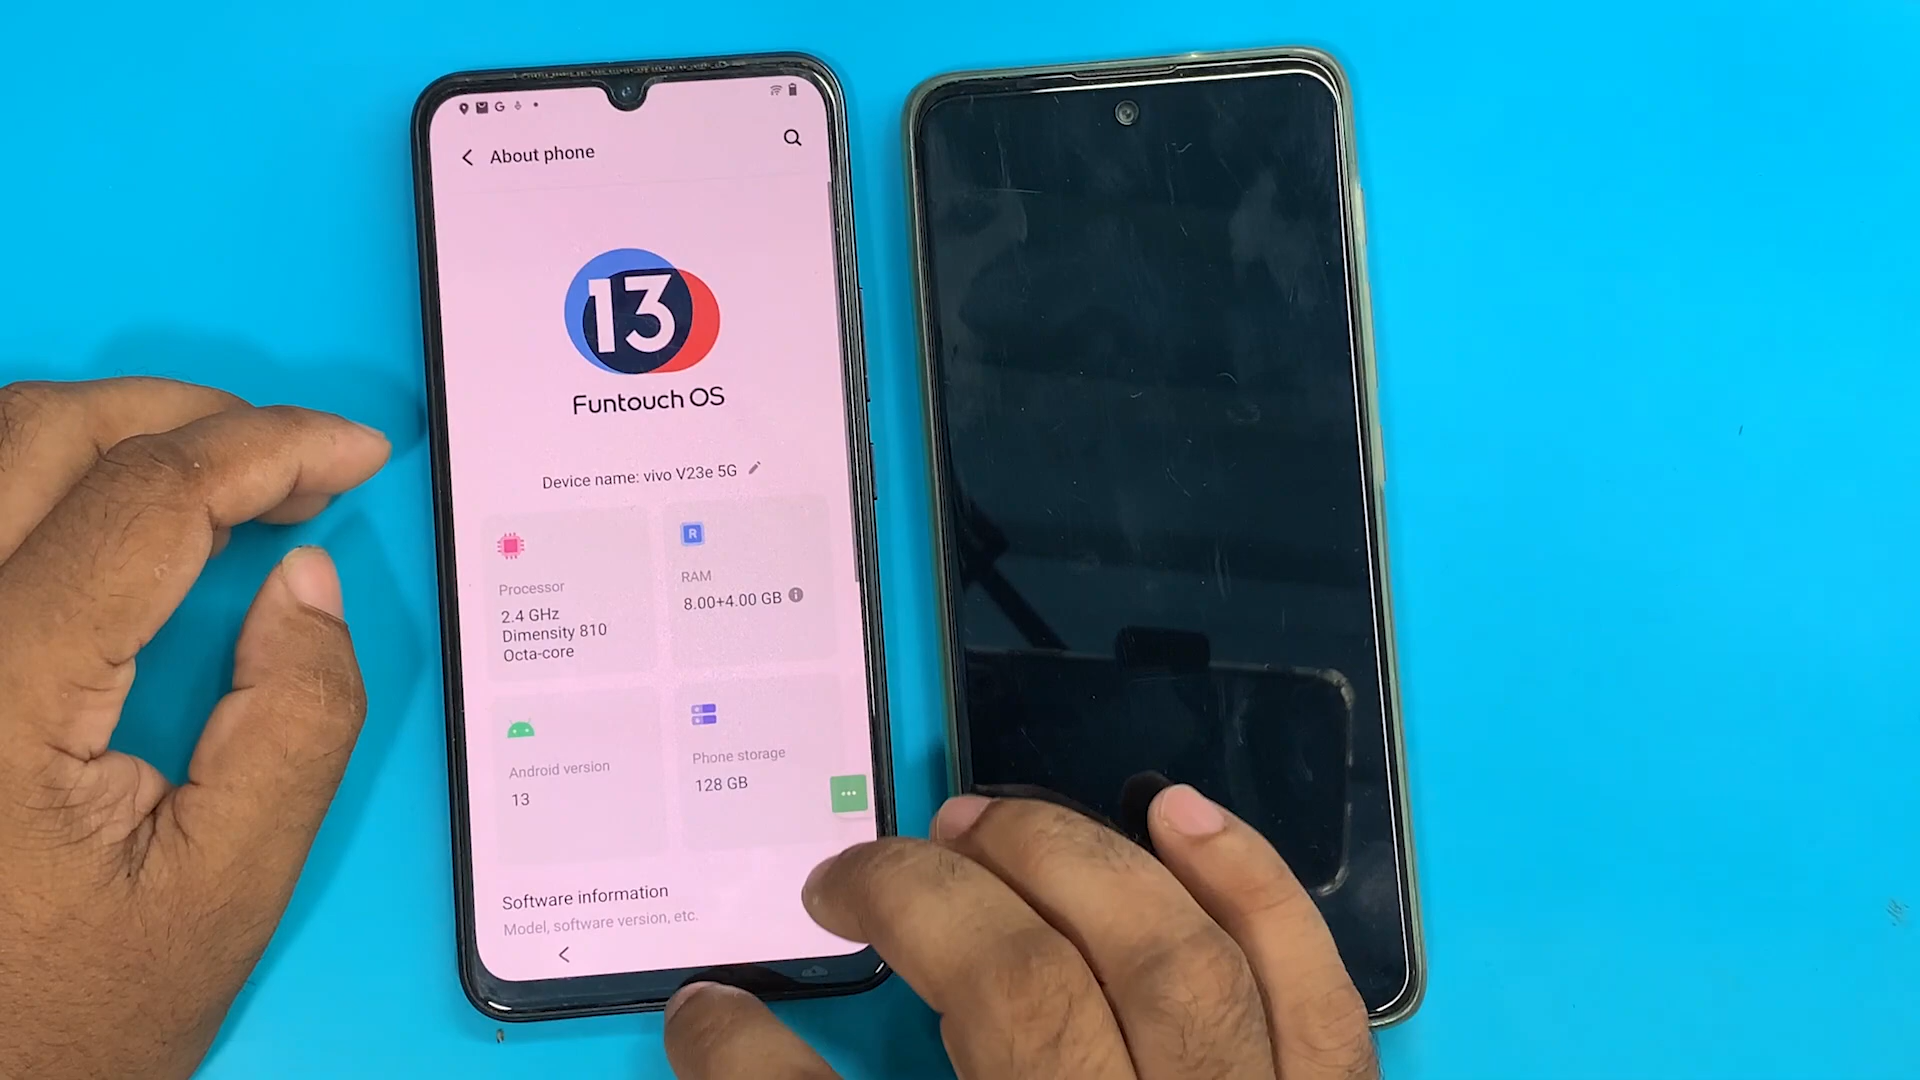 G
About phone
13
Funtouch OS
Device name: vivo V23e 5G
Processor
2.4 GHz
Dimensity 810
Octa-core
R
RAM
8.00+4.00 GB
Android version
13
Phone storage
128 GB
Software information
Model, software version, etc.